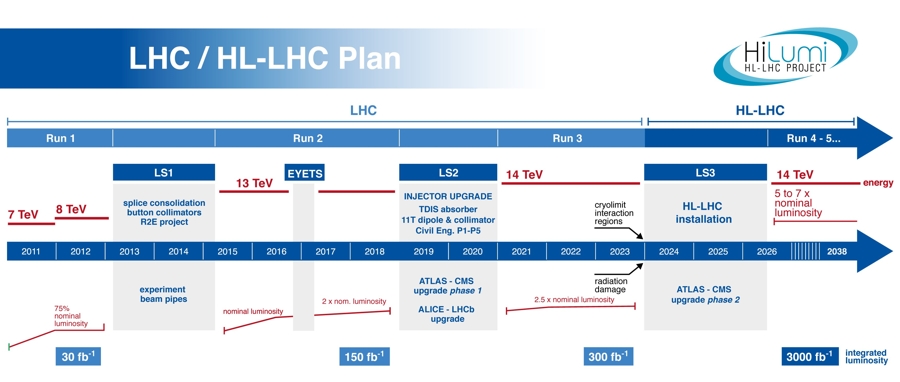 LHC / HL-LHC Plan
HiLumi
HL-LHC PROJECT
LHC
HL-LHC
Run 1
Run 2
Run 3
Run 4 - 5...
LS1
EYETS
LS2
LS3
14 TeV
14 TeV
energy
13 TeV
7 TeV
8 TeV
splice consolidation
button collimators
R2E project
INJECTOR UPGRADE
TDIS absorber
11T dipole & collimator
Civil Eng. P1-P5
cryolimit
interaction
regions
HL-LHC
installation
5 to 7 x
nominal
luminosity
2011 2012 2013 2014 2015 2016 2017 2018 2019 2020 2021 2022 2023 2024 2025 2026 2038
radiation
damage
experiment
beam pipes
ATLAS - CMS
upgrade phase 1
ALICE - LHCb
upgrade
ATLAS - CMS
upgrade phase 2
75%
nominal
luminosity
nominal luminosity
2 x nom. luminosity
2.5 x nominal luminosity
30 fb-1
150 fb-1
300 fb-1
3000 fb-1
integrated
luminosity